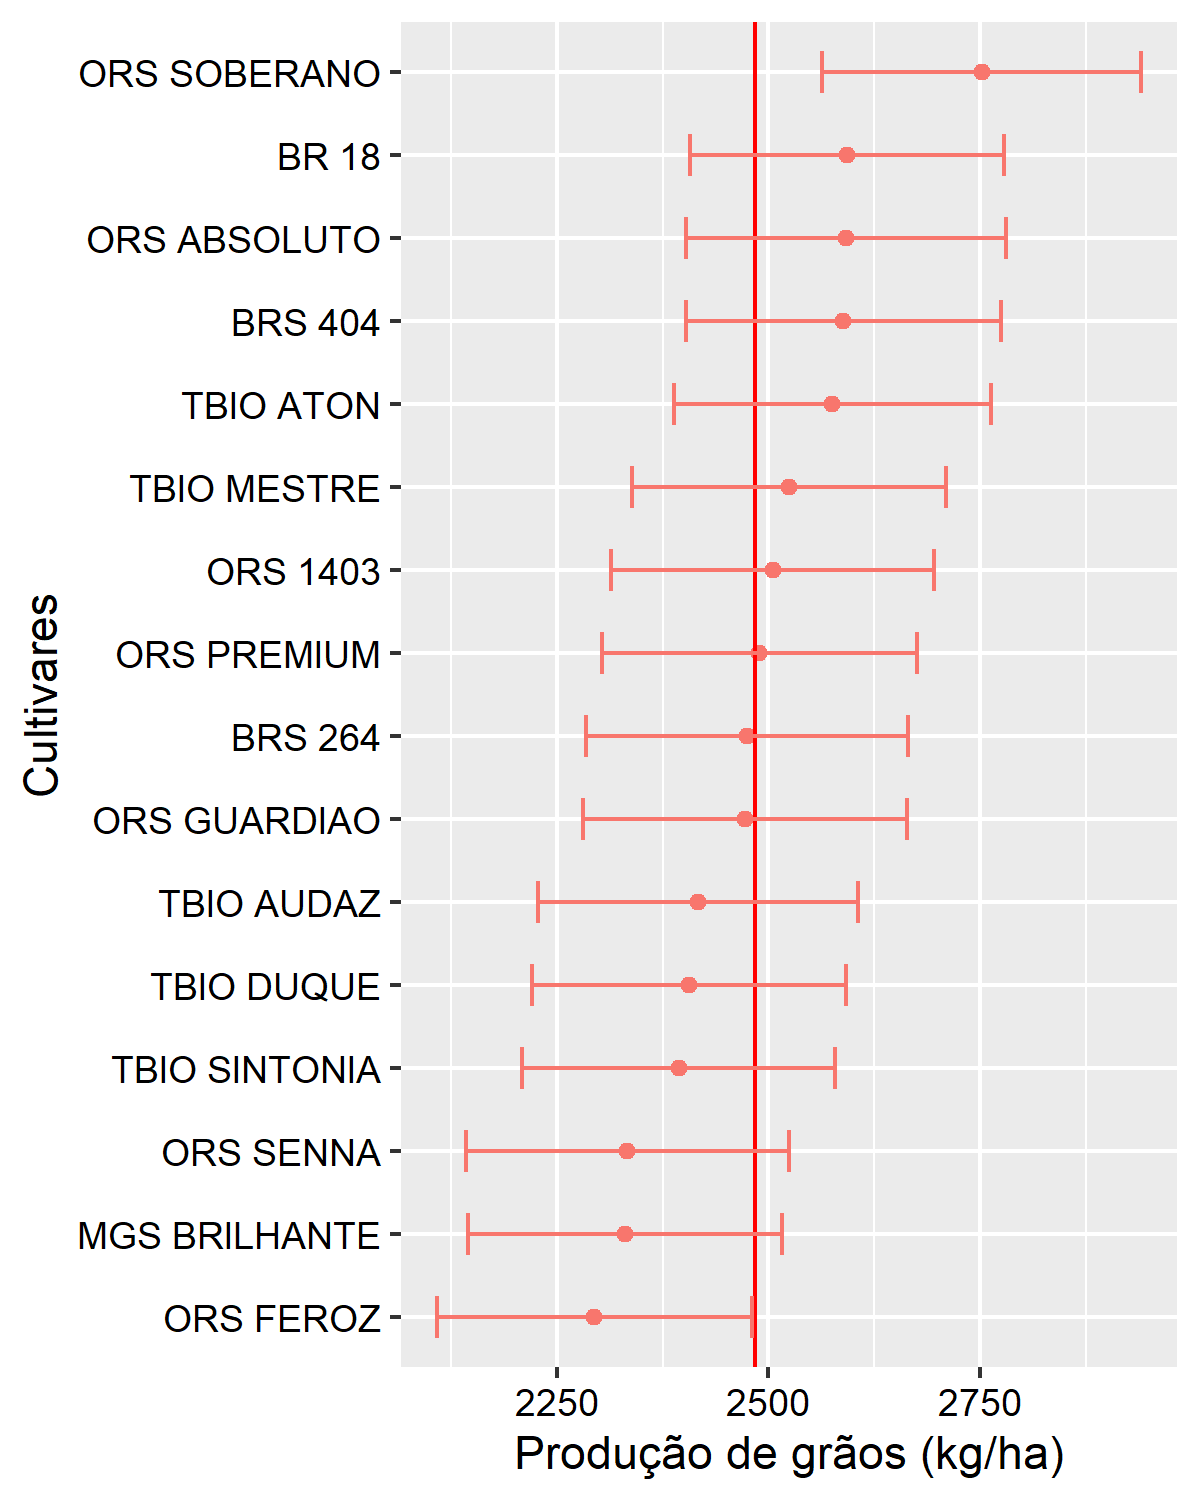 ORS SOBERANO
BR 18
ORS ABSOLUTO
BRS 404
TBIO ATON
TBIO MESTRE
ORS 1403
ORS PREMIUM
BRS 264
ORS GUARDIAO
TBIO AUDAZ
TBIO DUQUE
TBIO SINTONIA
ORS SENNA
MGS BRILHANTE
ORS FEROZ
Cultivares
2250 2500 2750
Produção de grãos (kg/ha)